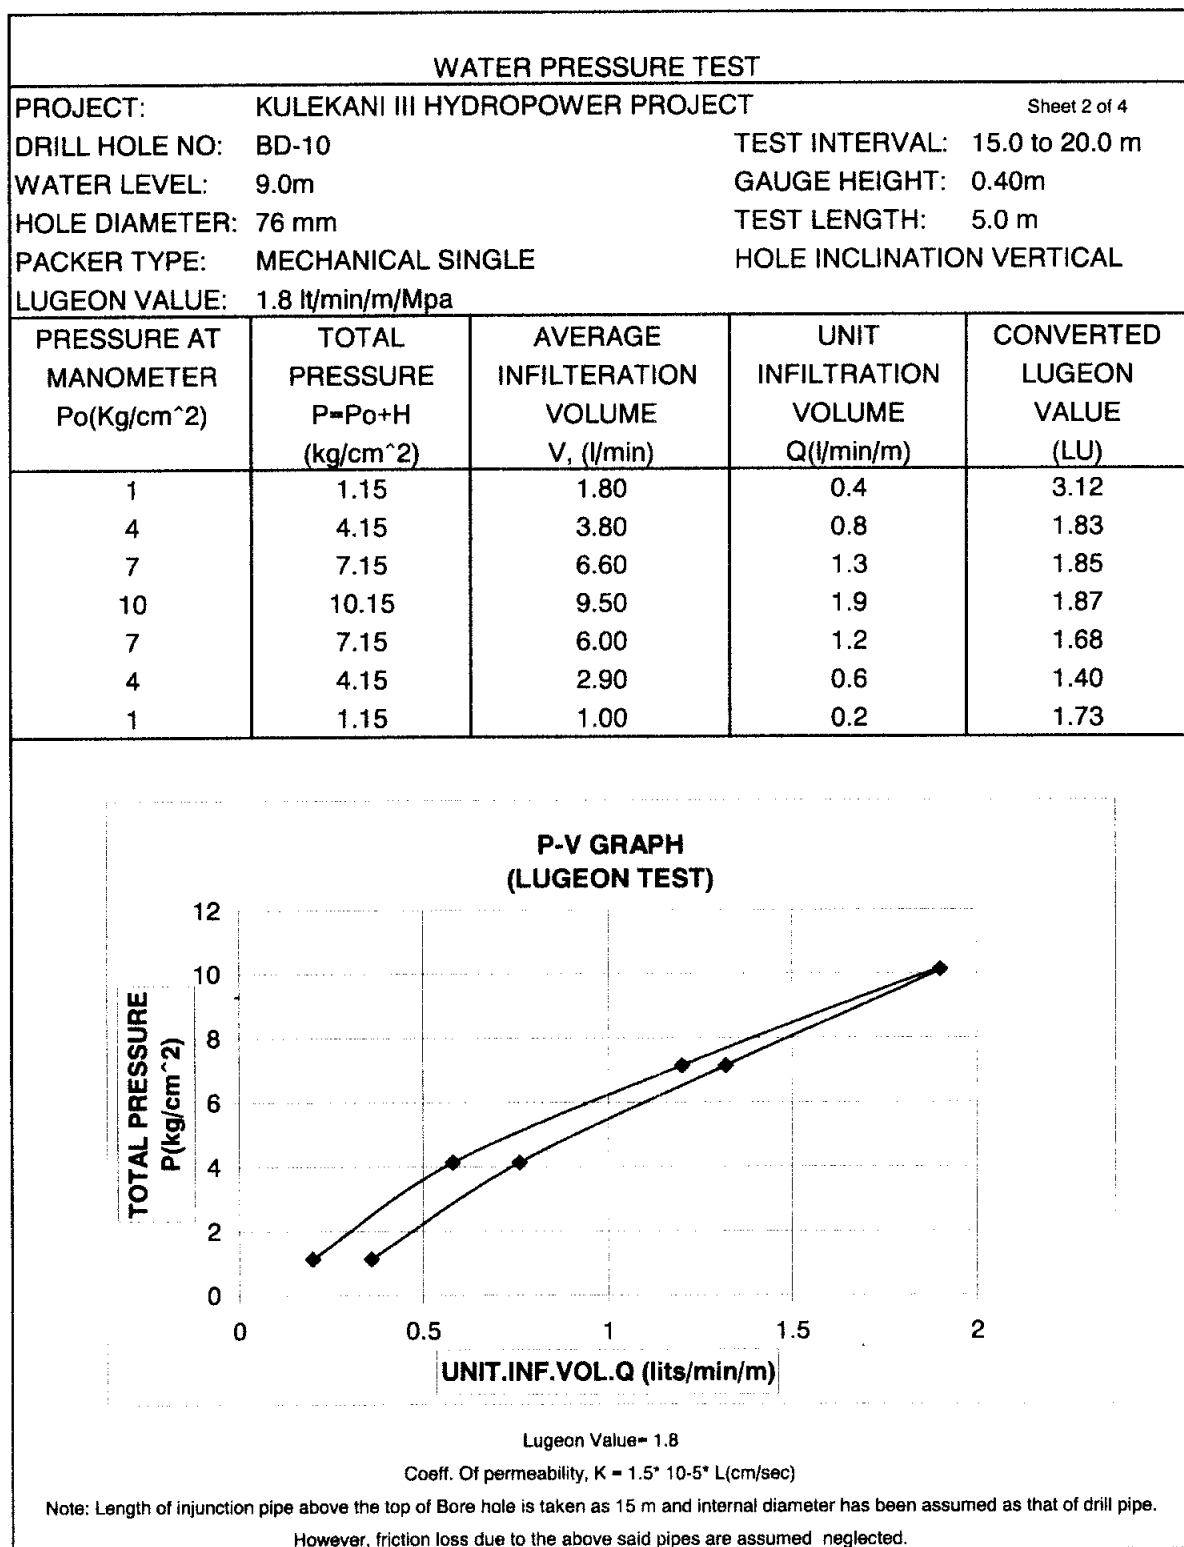 WATER PRESSURE TEST
PROJECT: KULEKANI III HYDROPOWER PROJECT Sheet 2 of 4
DRILL HOLE NO: BD-10 TEST INTERVAL: 15.0 to 20.0 m
WATER LEVEL: 9.0m GAUGE HEIGHT: 0.40m
HOLE DIAMETER: 76 mm TEST LENGTH: 5.0 m
PACKER TYPE: MECHANICAL SINGLE HOLE INCLINATION VERTICAL
LUGEON VALUE: 1.8 lt/min/m/Mpa
PRESSURE AT TOTAL AVERAGE UNIT CONVERTED
MANOMETER PRESSURE INFILTERATION INFILTRATION LUGEON
Po(Kg/cm^2) P=Po+H VOLUME VOLUME VALUE
(kg/cm^2) V, (l/min) Q(l/min/m) (LU)
1 1.15 1.80 0.4 3.12
4 4.15 3.80 0.8 1.83
7 7.15 6.60 1.3 1.85
10 10.15 9.50 1.9 1.87
7 7.15 6.00 1.2 1.68
4 4.15 2.90 0.6 1.40
1 1.15 1.00 0.2 1.73
P-V GRAPH
(LUGEON TEST)
TOTAL PRESSURE
P(kg/cm^2)
12
10
8
6
4
2
0
0 0.5 1 1.5 2
UNIT.INF.VOL.Q (lits/min/m)
Lugeon Value= 1.8
Coeff. Of permeability, K = 1.5* 10-5* L(cm/sec)
Note: Length of injunction pipe above the top of Bore hole is taken as 15 m and internal diameter has been assumed as that of drill pipe.
However, friction loss due to the above said pipes are assumed neglected.